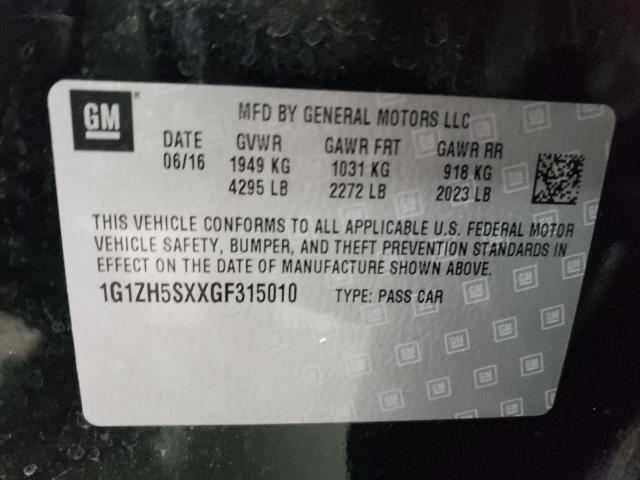 GM
MFD BY GENERAL MOTORS LLC
DATE GVWR GAWR FRT GAWR RR
06/16 1949 KG 1031 KG 918 KG
4295 LB 2272 LB 2023 LB
THIS VEHICLE CONFORMS TO ALL APPLICABLE U.S. FEDERAL MOTOR
VEHICLE SAFETY, BUMPER, AND THEFT PREVENTION STANDARDS IN
EFFECT ON THE DATE OF MANUFACTURE SHOWN ABOVE.
1G1ZH5SXXGF315010 TYPE: PASS CAR